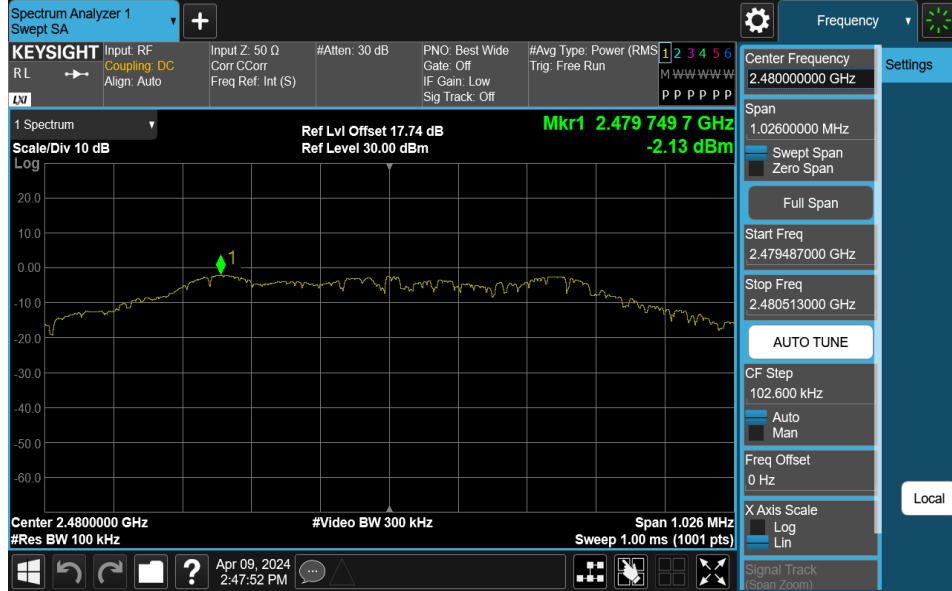 Spectrum Analyzer 1
Swept SA
+
Frequency
KEYSIGHT
RL
LXI
Input: RF
Coupling: DC
Align: Auto
Input Z: 50 Ω
Corr CCorr
Freq Ref: Int (S)
#Atten: 30 dB
PNO: Best Wide
Gate: Off
IF Gain: Low
Sig Track: Off
#Avg Type: Power (RMS
Trig: Free Run
1 2 3 4 5 6
M W W W W W
P P P P P P
1 Spectrum
Scale/Div 10 dB
Log
Ref Lvl Offset 17.74 dB
Ref Level 30.00 dBm
Mkr1 2.479 749 7 GHz
-2.13 dBm
20.0
10.0
0.00
-10.0
-20.0
-30.0
-40.0
-50.0
-60.0
1
Center 2.4800000 GHz
#Res BW 100 kHz
#Video BW 300 kHz
Span 1.026 MHz
Sweep 1.00 ms (1001 pts)
?
Apr 09, 2024
2:47:52 PM
Center Frequency
2.480000000 GHz
Span
1.02600000 MHz
Swept Span
Zero Span
Full Span
Start Freq
2.479487000 GHz
Stop Freq
2.480513000 GHz
AUTO TUNE
CF Step
102.600 kHz
Auto
Man
Freq Offset
0 Hz
X Axis Scale
Log
Lin
Signal Track
(Span Zoom)
Settings
Local